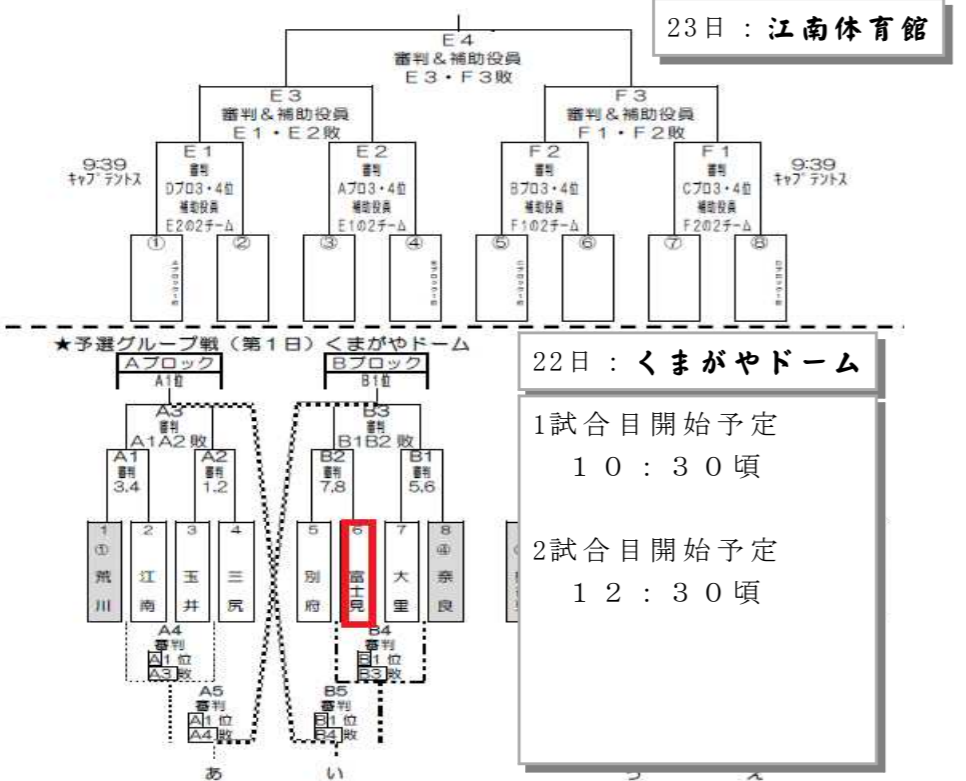 23日：江南体育館
E4
審判＆補助役員
E3・F3敗
E3
審判＆補助役員
E1・E2敗
F3
審判＆補助役員
F1・F2敗
9:39
ｷｬﾌﾟﾃﾝﾄｽ
E1
審判
Dブロ3・4位
補助役員
E2の2チーム
E2
審判
Aブロ3・4位
補助役員
E1の2チーム
F2
審判
Bブロ3・4位
補助役員
F1の2チーム
F1
審判
Cブロ3・4位
補助役員
F2の2チーム
9:39
ｷｬﾌﾟﾃﾝﾄｽ
① ② ③ ④ ⑤ ⑥ ⑦ ⑧
★予選グループ戦（第1日）くまがやドーム
Aブロック
A1位
Bブロック
B1位
22日：くまがやドーム
1試合目開始予定
10:30頃
2試合目開始予定
12:30頃
A3
審判
A1A2敗
B3
審判
B1B2敗
A1
審判
3.4
A2
審判
1.2
B2
審判
7.8
B1
審判
5.6
1 ① 荒川
2 江南
3 玉井
4 三尻
5 別府
6 富士見
7 大里
8 ④ 奈良
A4
審判
A1位
A3敗
B4
審判
B1位
B3敗
A5
審判
A1位
A4敗
B5
審判
B1位
B4敗
あ い